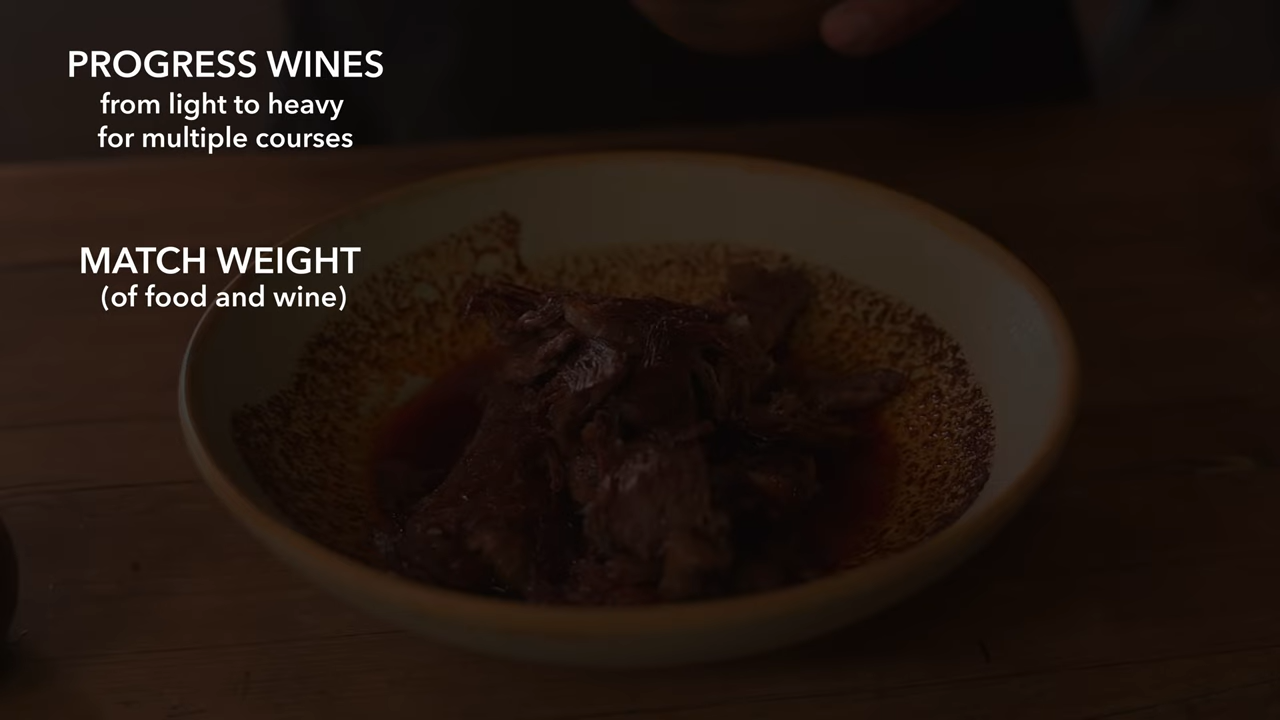 PROGRESS WINES
from light to heavy
for multiple courses
MATCH WEIGHT
(of food and wine)